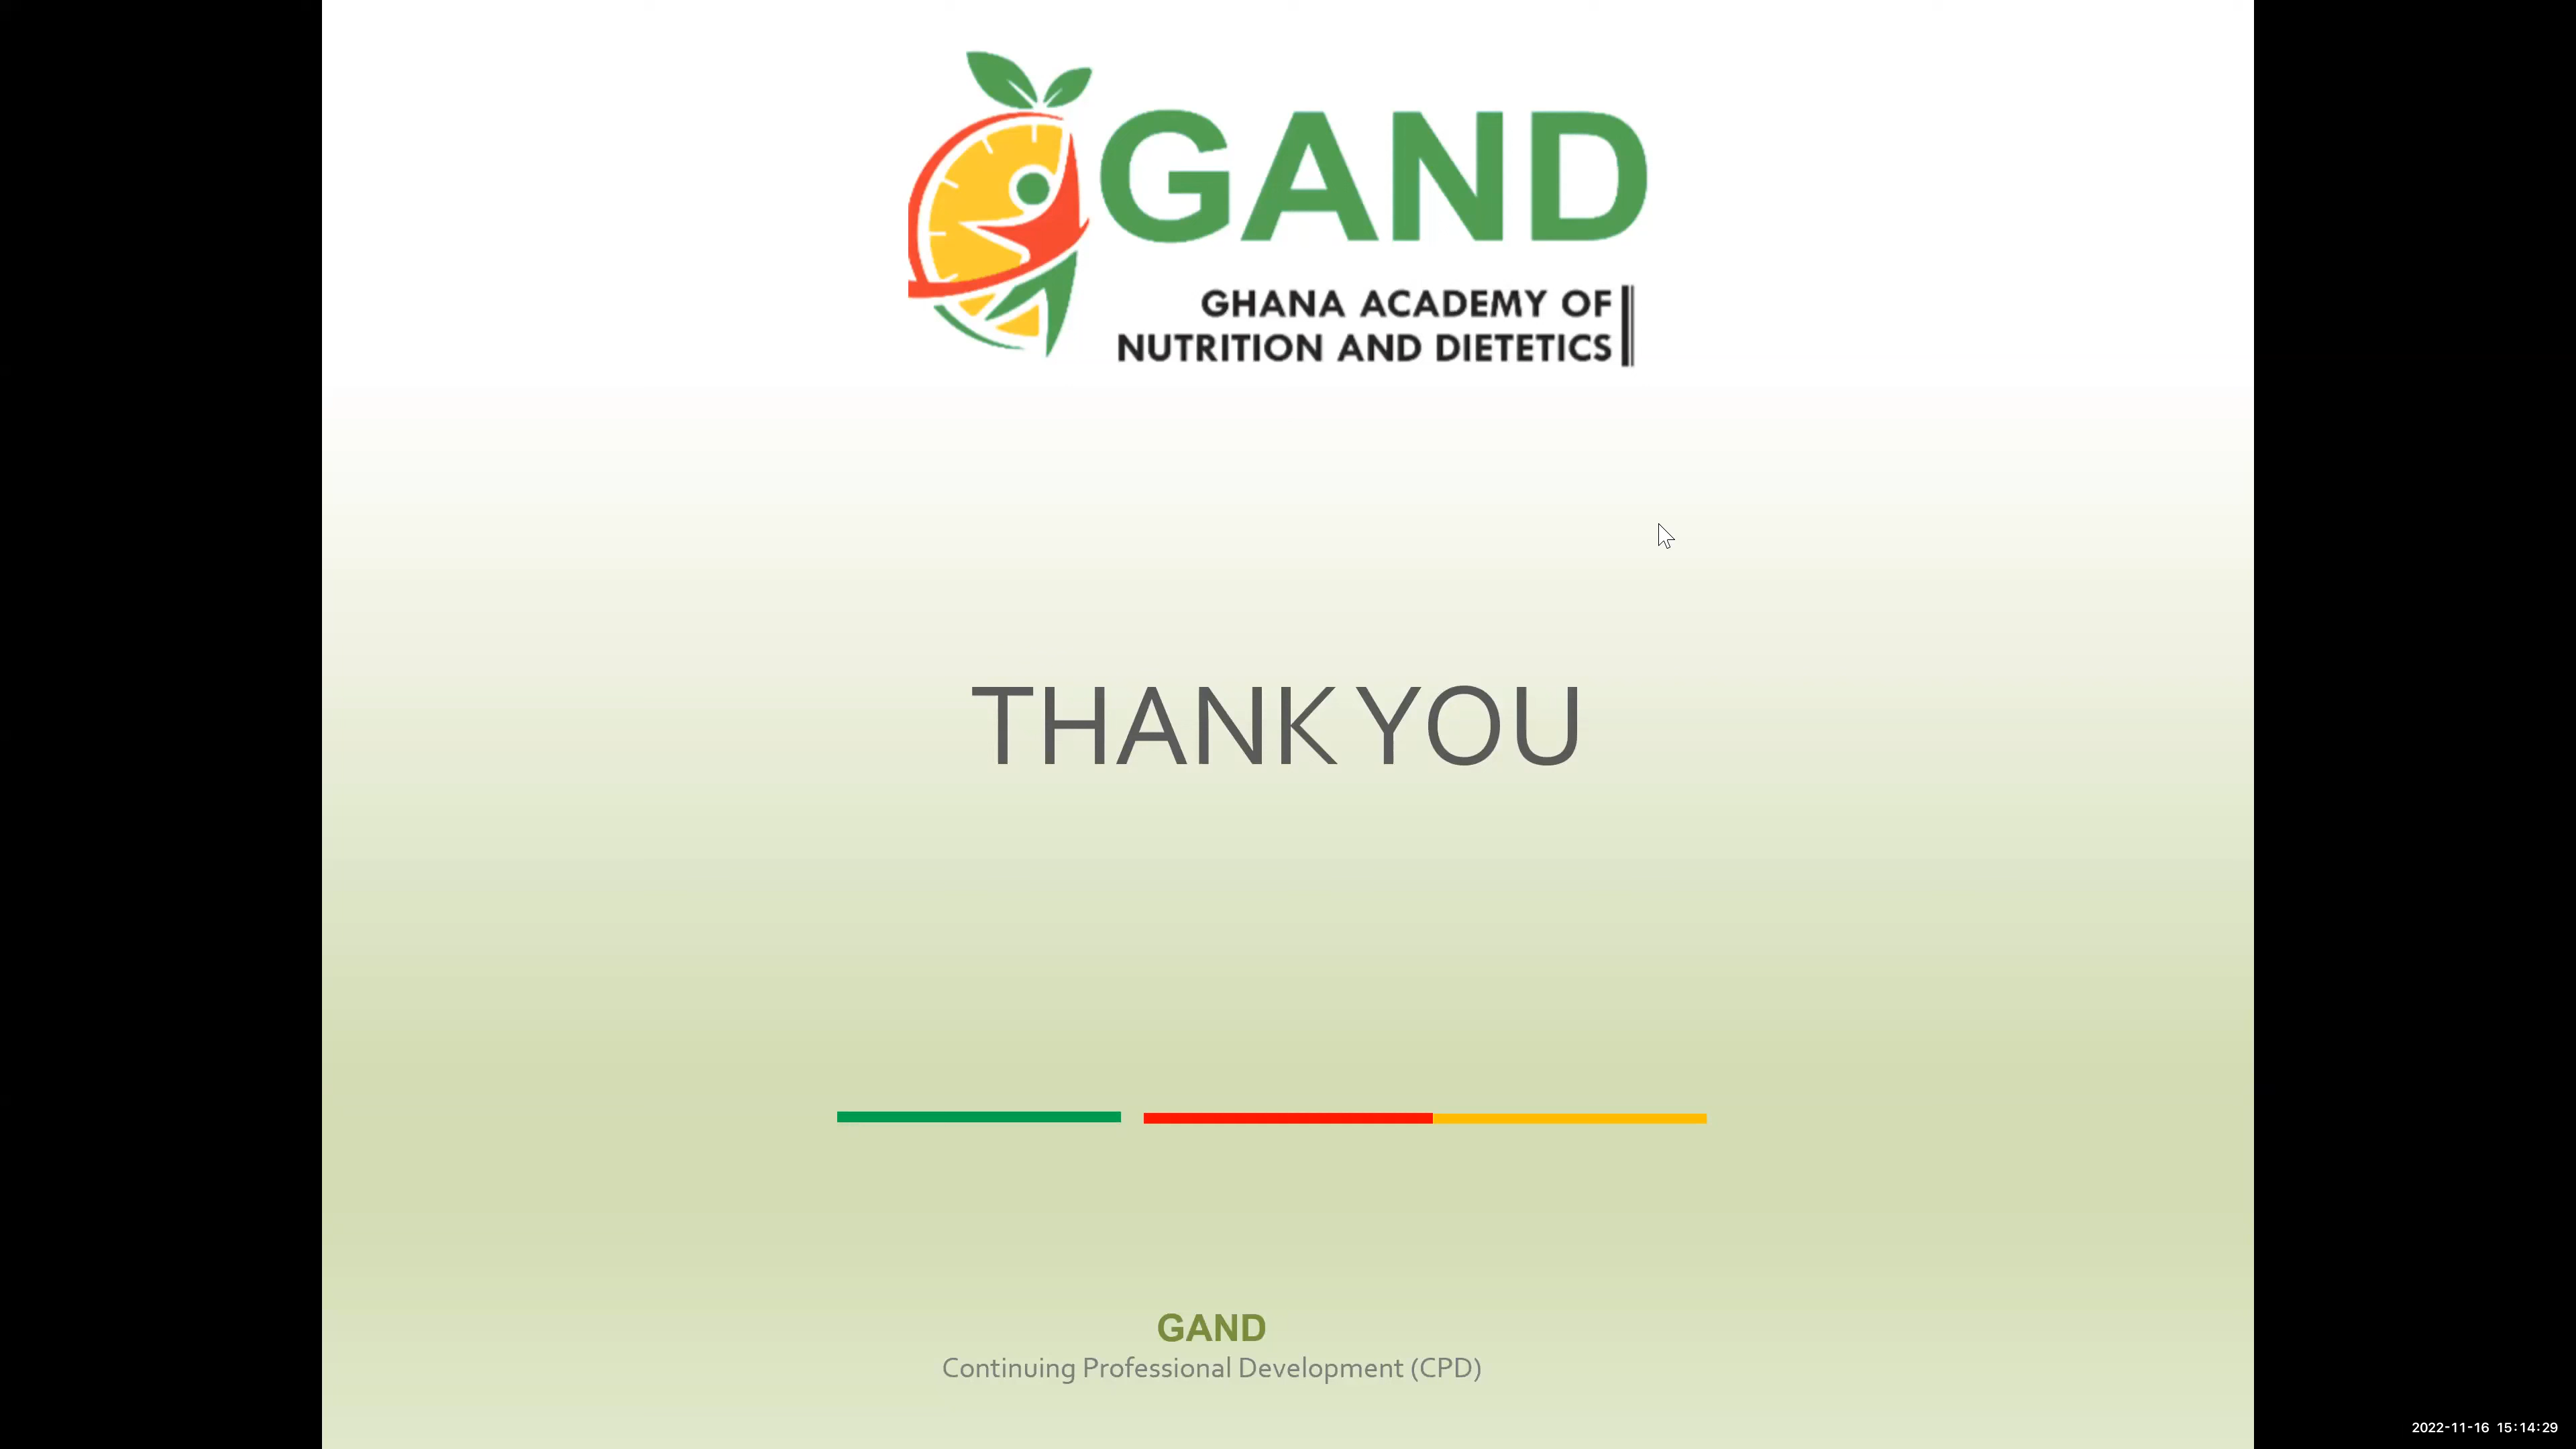 GAND
GHANA ACADEMY OF
NUTRITION AND DIETETICS
THANK YOU
GAND
Continuing Professional Development (CPD)
2022-11-16 15:14:29